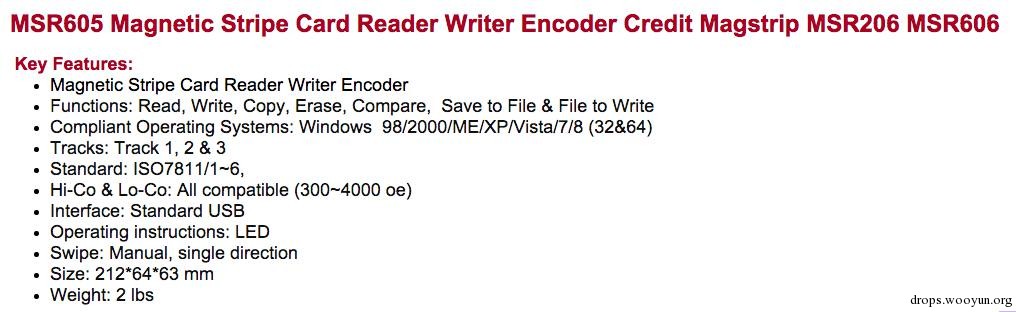 MSR605 Magnetic Stripe Card Reader Writer Encoder Credit Magstrip MSR206 MSR606
Key Features:
• Magnetic Stripe Card Reader Writer Encoder
• Functions: Read, Write, Copy, Erase, Compare, Save to File & File to Write
• Compliant Operating Systems: Windows 98/2000/ME/XP/Vista/7/8 (32&64)
• Tracks: Track 1, 2 & 3
• Standard: ISO7811/1~6,
• Hi-Co & Lo-Co: All compatible (300~4000 oe)
• Interface: Standard USB
• Operating instructions: LED
• Swipe: Manual, single direction
• Size: 212*64*63 mm
• Weight: 2 lbs
drops.wooyun.org